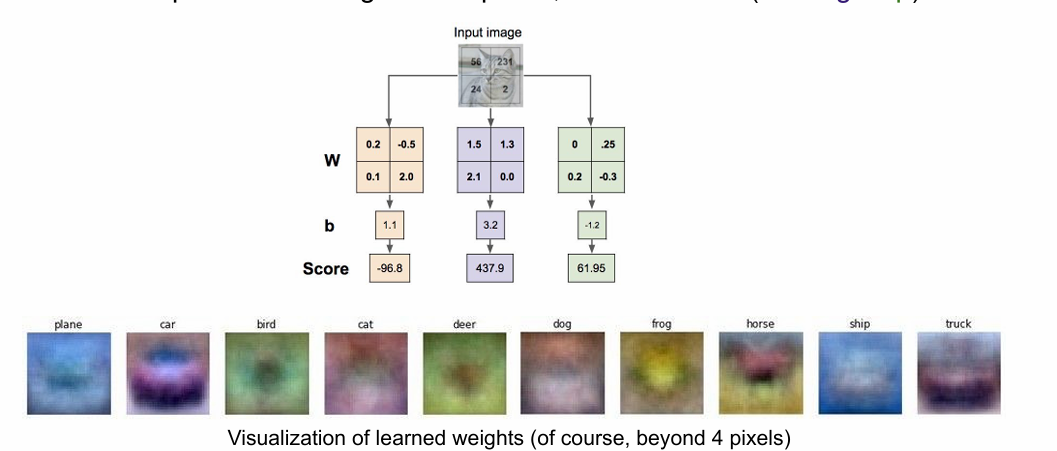 Input image
56 231
24 2
W
0.2 -0.5 1.5 1.3 0 .25
0.1 2.0 2.1 0.0 0.2 -0.3
b 1.1 3.2 -1.2
Score -96.8 437.9 61.95
plane car bird cat deer dog frog horse ship truck
Visualization of learned weights (of course, beyond 4 pixels)